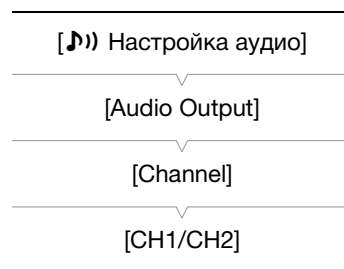 [♪)) Настройка аудио]
[Audio Output]
[Channel]
[CH1/CH2]